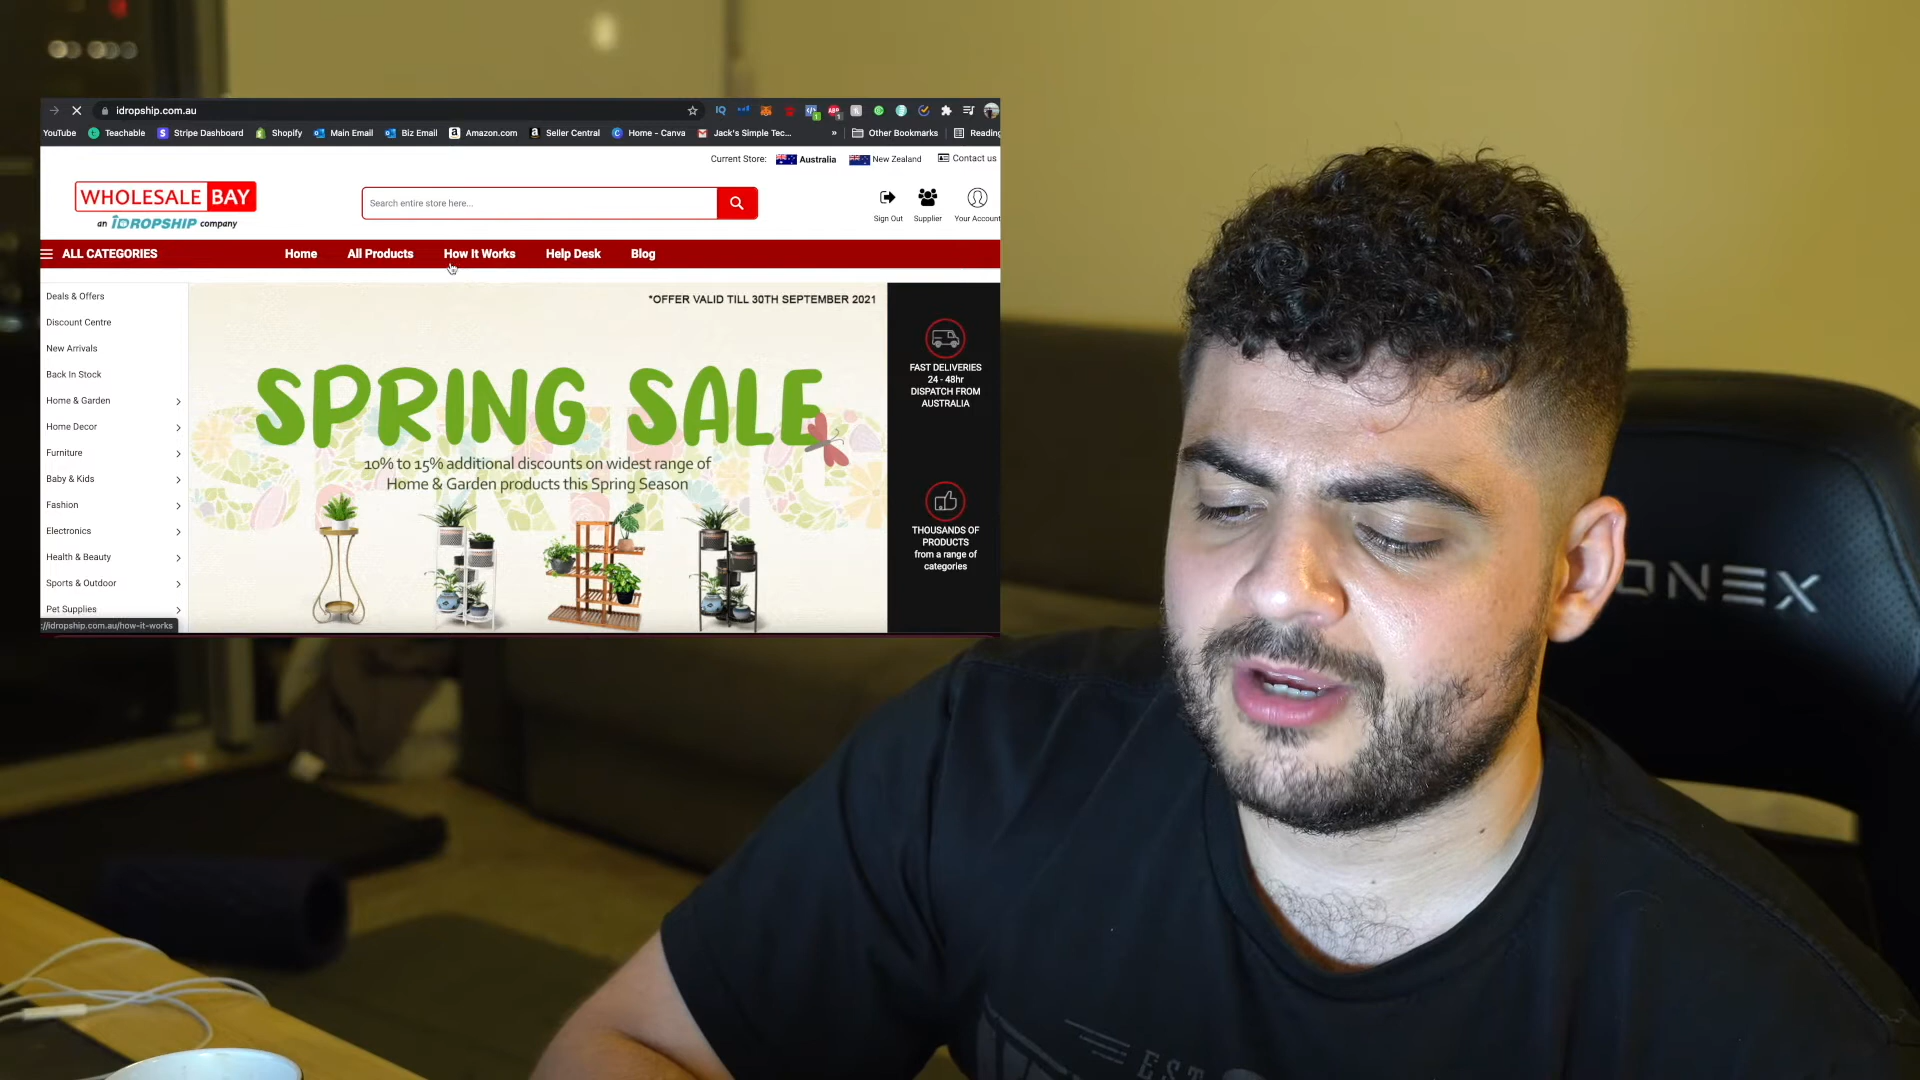 idropship.com.au
IQ
YouTube Teachable Stripe Dashboard Shopify Main Email Biz Email Amazon.com Seller Central Home - Canva Jack's Simple Tec... » Other Bookmarks Reading
Current Store: Australia New Zealand Contact us
WHOLESALE BAY
an iDROPSHIP company
Search entire store here...
Sign Out Supplier Your Account
ALL CATEGORIES Home All Products How It Works Help Desk Blog
Deals & Offers
Discount Centre
New Arrivals
Back In Stock
Home & Garden
Home Decor
Furniture
Baby & Kids
Fashion
Electronics
Health & Beauty
Sports & Outdoor
Pet Supplies
://idropship.com.au/how-it-works
*OFFER VALID TILL 30TH SEPTEMBER 2021
SPRING SALE
10% to 15% additional discounts on widest range of
Home & Garden products this Spring Season
FAST DELIVERIES
24 - 48hr
DISPATCH FROM
AUSTRALIA
THOUSANDS OF
PRODUCTS
from a range of
categories
ONEX
EST